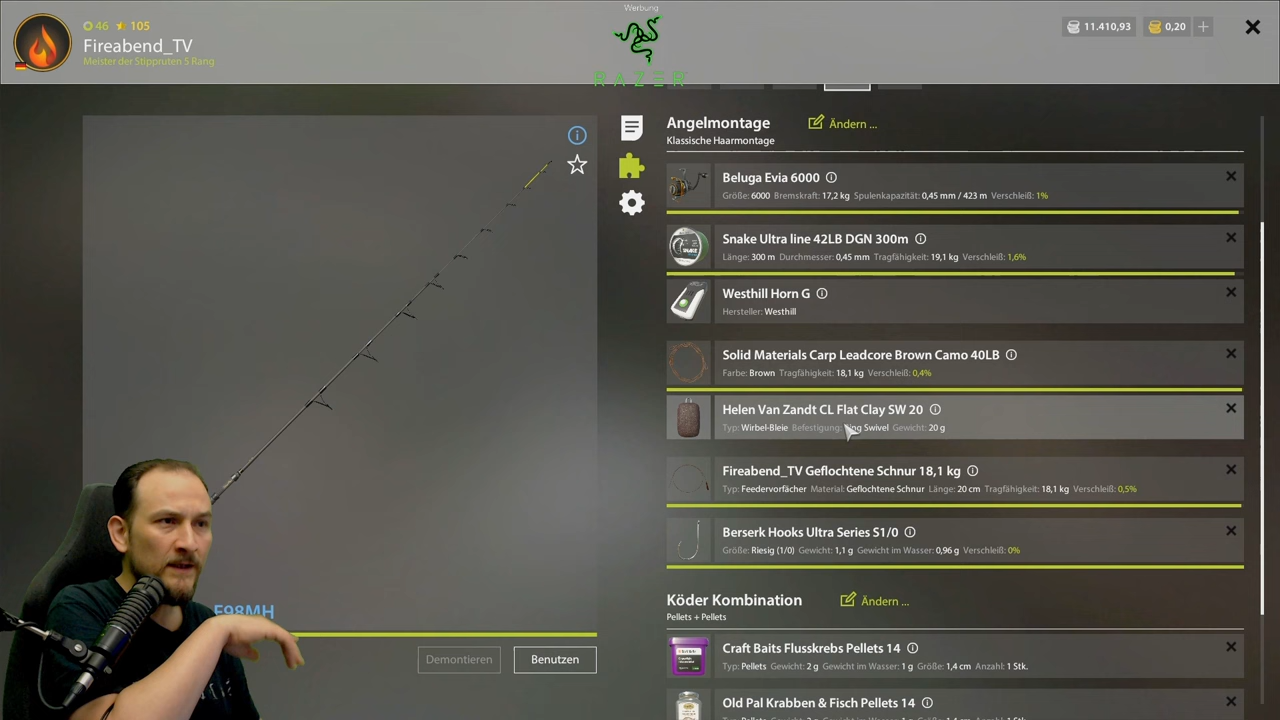 Werbung
46 105
Fireabend_TV
Meister der Stippruten 5 Rang
RAZER
11.410,93
0,20
Angelmontage
Ändern ...
Klassische Haarmontage
Beluga Evia 6000
Größe: 6000 Bremskraft: 17,2 kg Spulenkapazität: 0,45 mm / 423 m Verschleiß: 1%
Snake Ultra line 42LB DGN 300m
Länge: 300 m Durchmesser: 0,45 mm Tragfähigkeit: 19,1 kg Verschleiß: 1,6%
Westhill Horn G
Hersteller: Westhill
Solid Materials Carp Leadcore Brown Camo 40LB
Farbe: Brown Tragfähigkeit: 18,1 kg Verschleiß: 0,4%
Helen Van Zandt CL Flat Clay SW 20
Typ: Wirbel-Bleie Befestigung: Swivel Gewicht: 20 g
Fireabend_TV Geflochtene Schnur 18,1 kg
Typ: Feedervorfächer Material: Geflochtene Schnur Länge: 20 cm Tragfähigkeit: 18,1 kg Verschleiß: 0,5%
Berserk Hooks Ultra Series S1/0
Größe: Riesig (1/0) Gewicht: 1,1 g Gewicht im Wasser: 0,96 g Verschleiß: 0%
Köder Kombination
Ändern ...
Pellets + Pellets
Craft Baits Flusskrebs Pellets 14
Typ: Pellets Gewicht: 2 g Gewicht im Wasser: 1 g Größe: 1,4 cm Anzahl: 1 Stk.
Old Pal Krabben & Fisch Pellets 14
F98MH
Demontieren
Benutzen